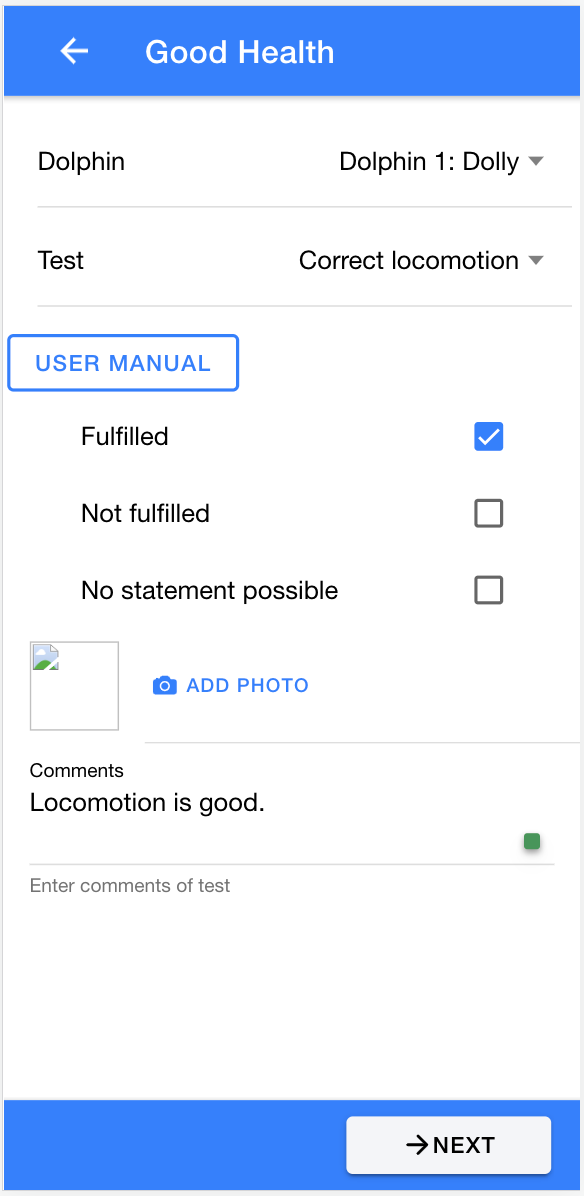 Good Health
Dolphin Dolphin 1: Dolly
Test Correct locomotion
USER MANUAL
Fulfilled
Not fulfilled
No statement possible
ADD PHOTO
Comments
Locomotion is good.
Enter comments of test
NEXT